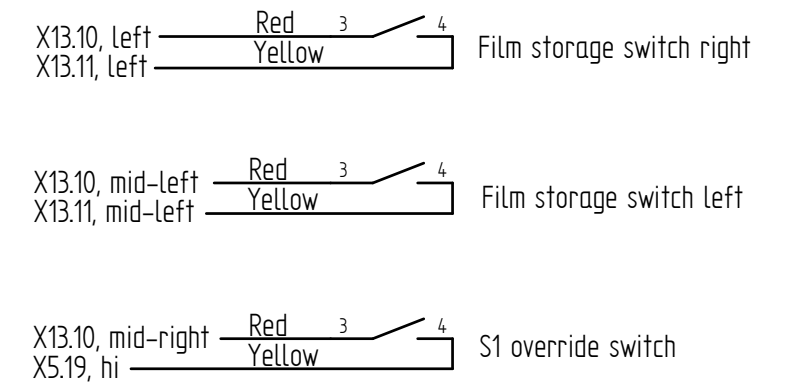 X13.10, left Red 3 4
X13.11, left Yellow Film storage switch right
X13.10, mid-left Red 3 4
X13.11, mid-left Yellow Film storage switch left
X13.10, mid-right Red 3 4
X5.19, hi Yellow S1 override switch